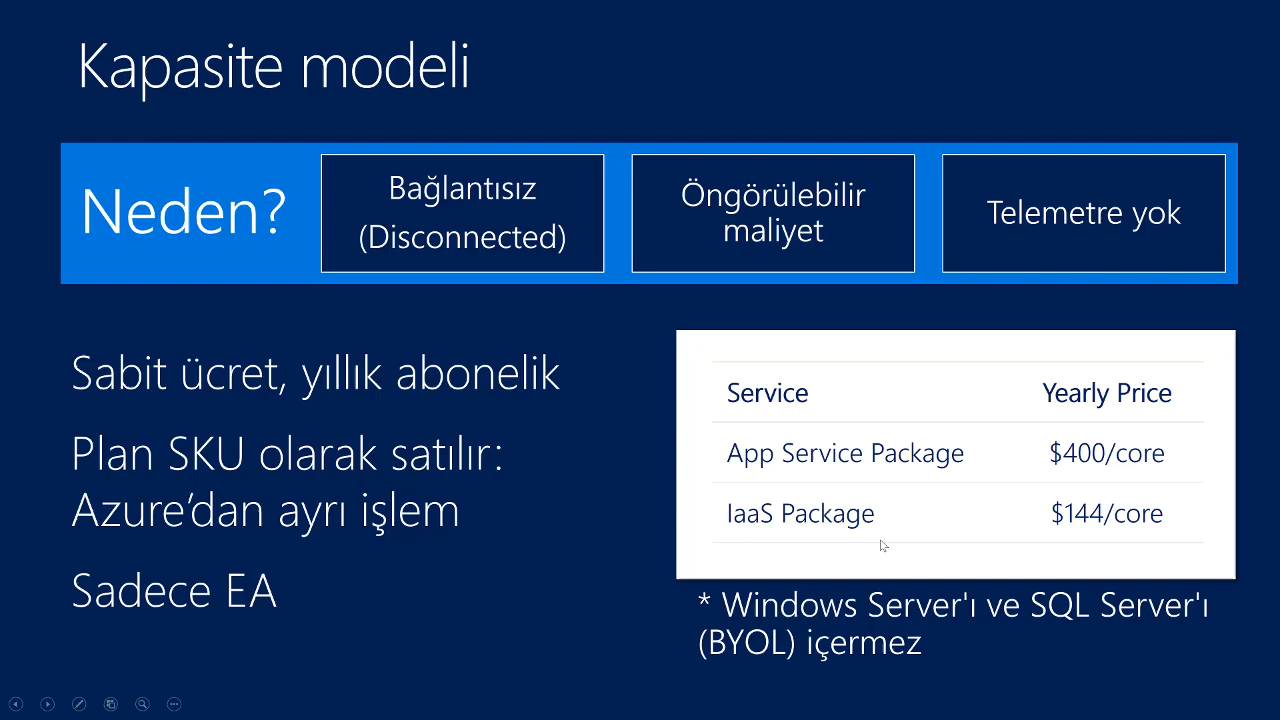 Kapasite modeli
Neden?
Bağlantısız
(Disconnected)
Öngörülebilir
maliyet
Telemetre yok
Sabit ücret, yıllık abonelik
Plan SKU olarak satılır:
Azure’dan ayrı işlem
Sadece EA
Service Yearly Price
App Service Package $400/core
IaaS Package $144/core
* Windows Server'ı ve SQL Server'ı
(BYOL) içermez